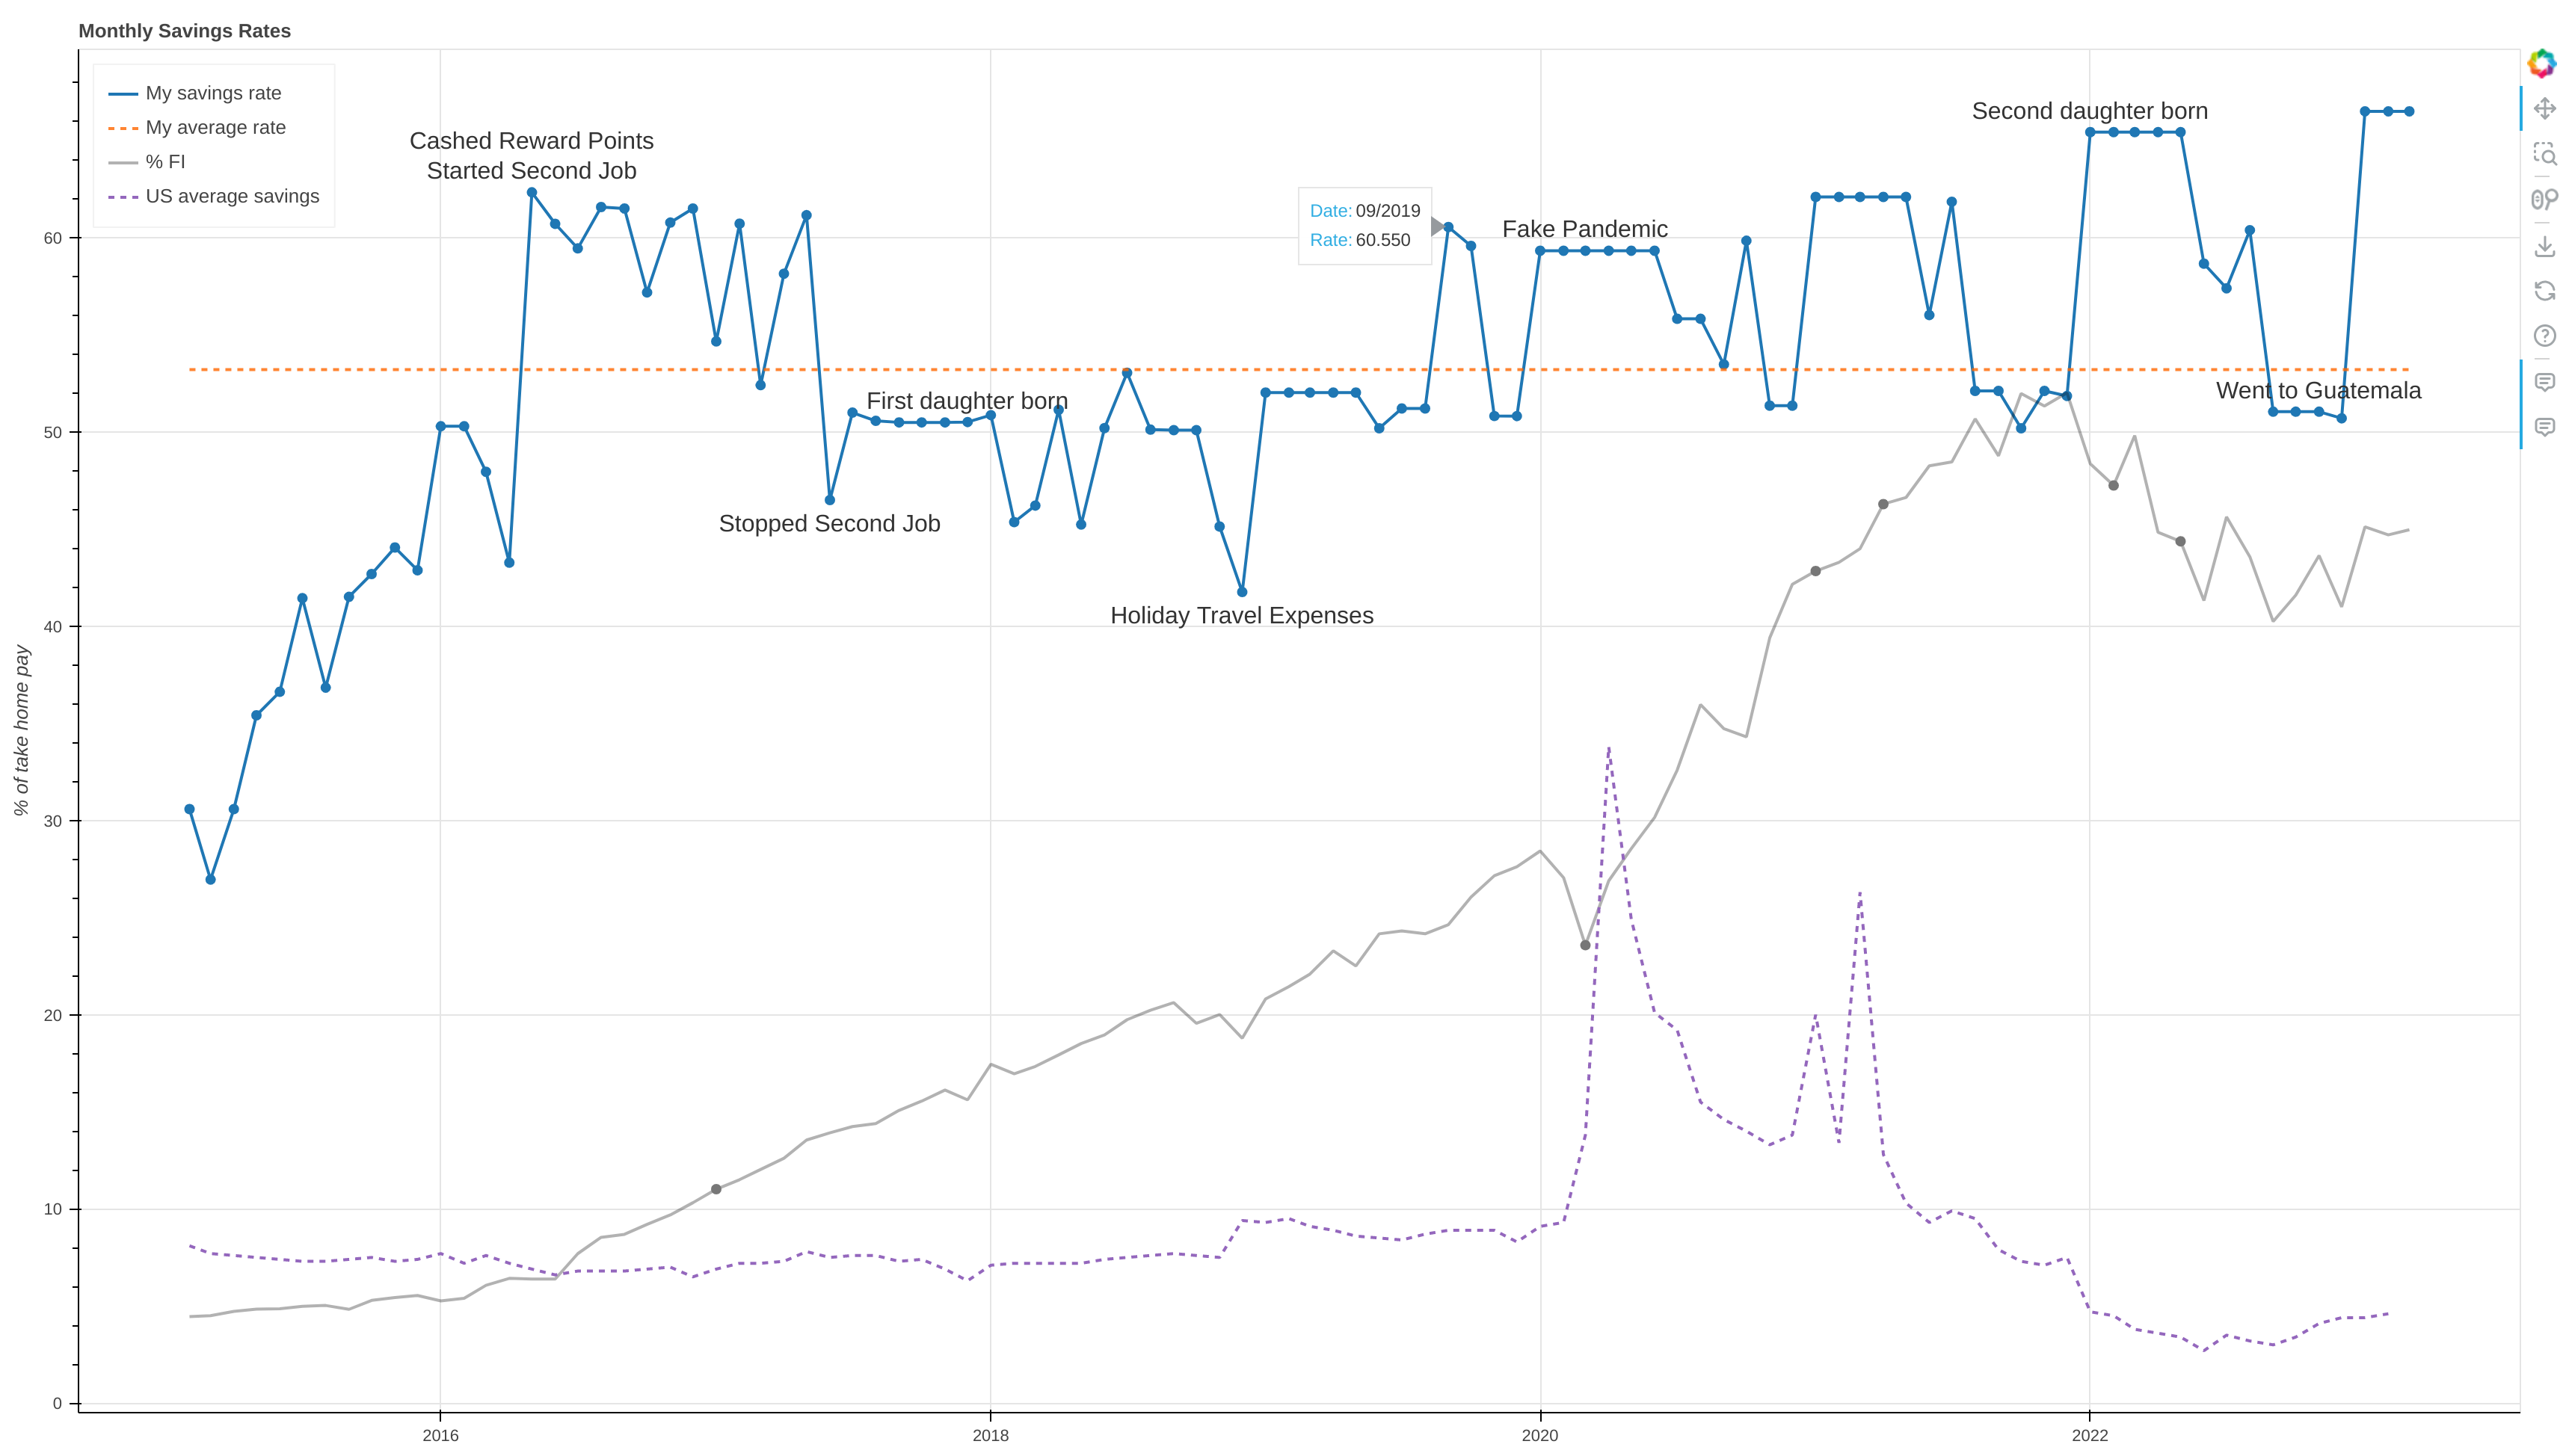 Monthly Savings Rates
My savings rate
My average rate
% FI
US average savings
Cashed Reward Points
Started Second Job
Second daughter born
Date: 09/2019
Rate: 60.550
Fake Pandemic
First daughter born
Went to Guatemala
Stopped Second Job
Holiday Travel Expenses
% of take home pay
60
50
40
30
20
10
0
2016
2018
2020
2022